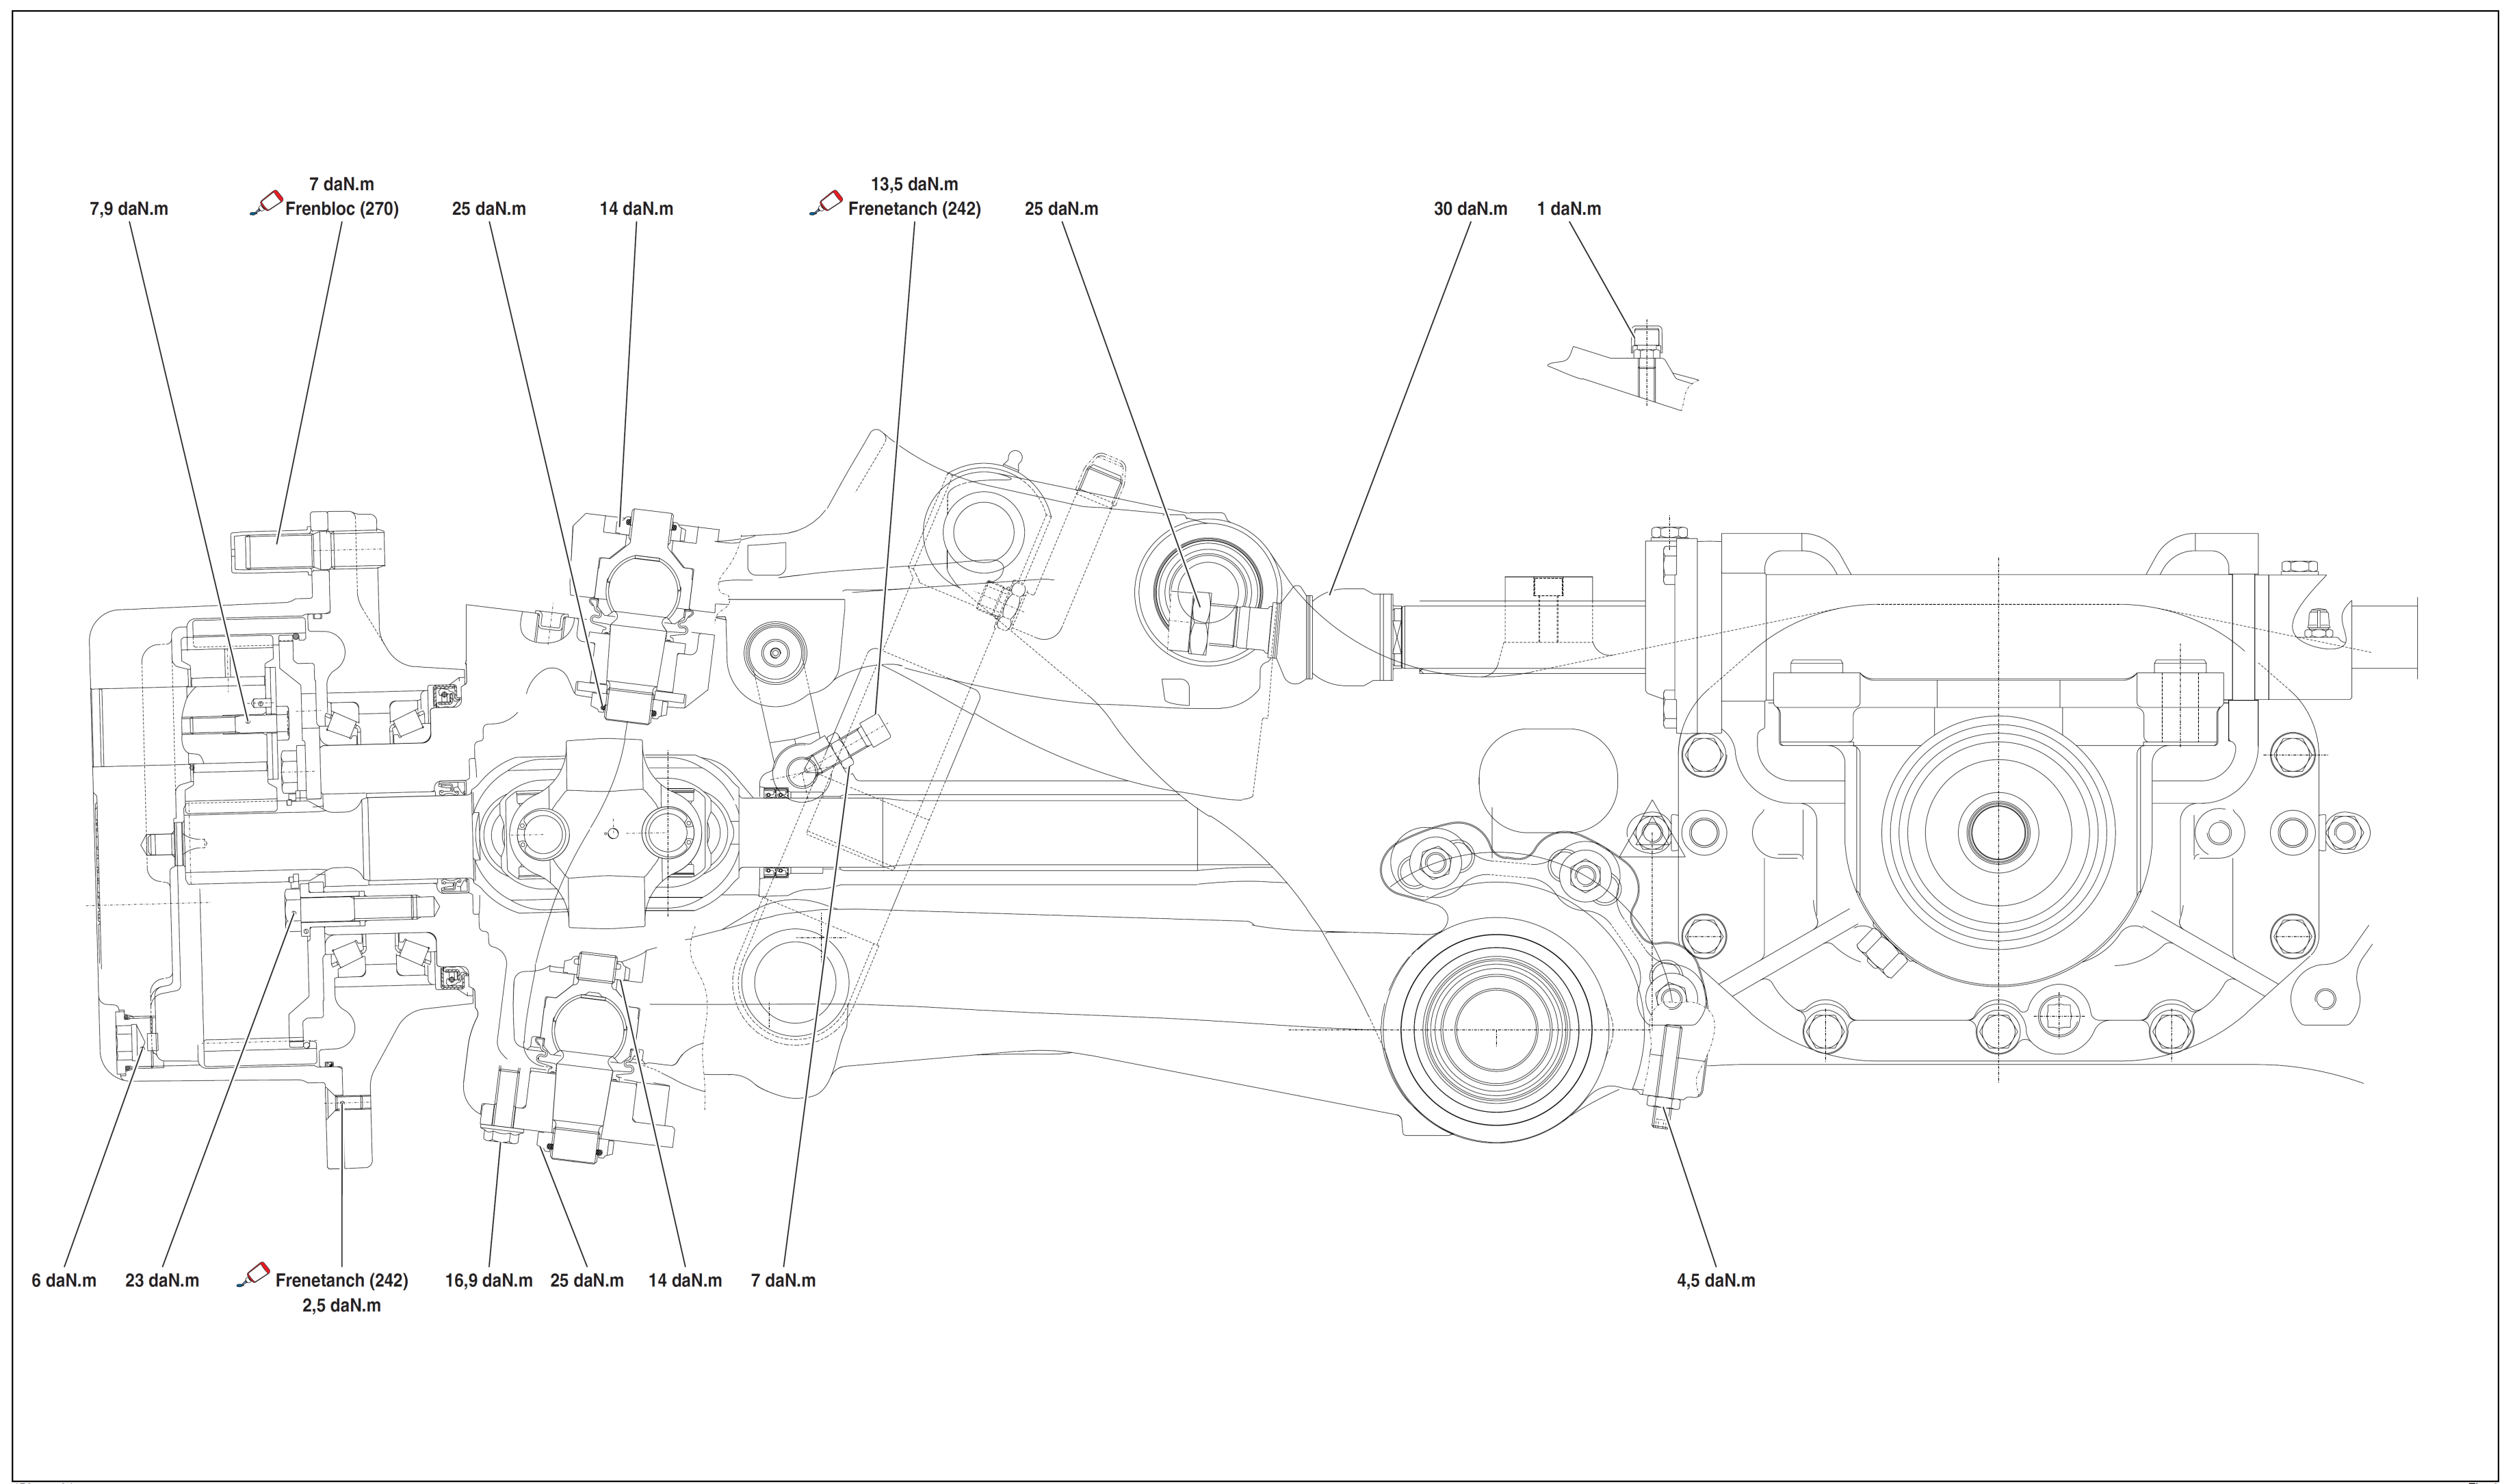 7 daN.m
13,5 daN.m
7,9 daN.m
Frenbloc (270)
25 daN.m
14 daN.m
Frenetanch (242)
25 daN.m
30 daN.m
1 daN.m
6 daN.m
23 daN.m
Frenetanch (242)
16,9 daN.m
25 daN.m
14 daN.m
7 daN.m
4,5 daN.m
2,5 daN.m